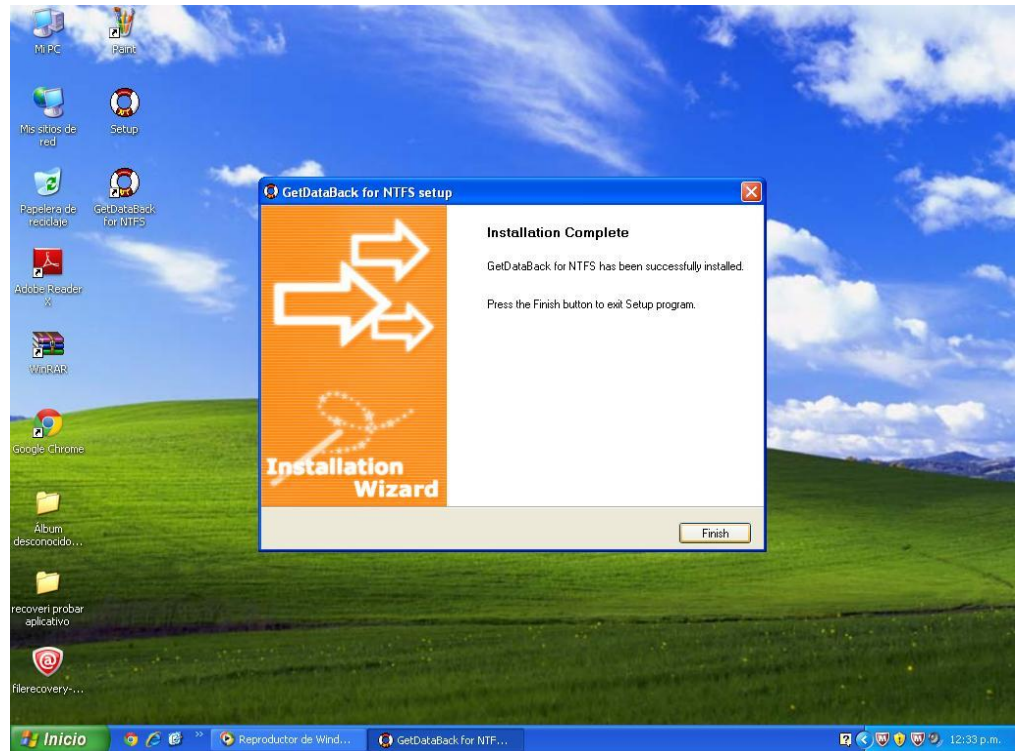 Mi PC
Paint
Mis sitios de
red
Setup
Papelera de
reciclaje
GetDataBack
for NTFS
Adobe Reader
X
WinRAR
Google Chrome
Álbum
desconocido...
recoveri probar
aplicativo
filerecovery-...
GetDataBack for NTFS setup
Installation Complete
GetDataBack for NTFS has been successfully installed.
Press the Finish button to exit Setup program.
Installation
Wizard
Finish
Inicio
Reproductor de Wind...
GetDataBack for NTF...
12:33 p.m.